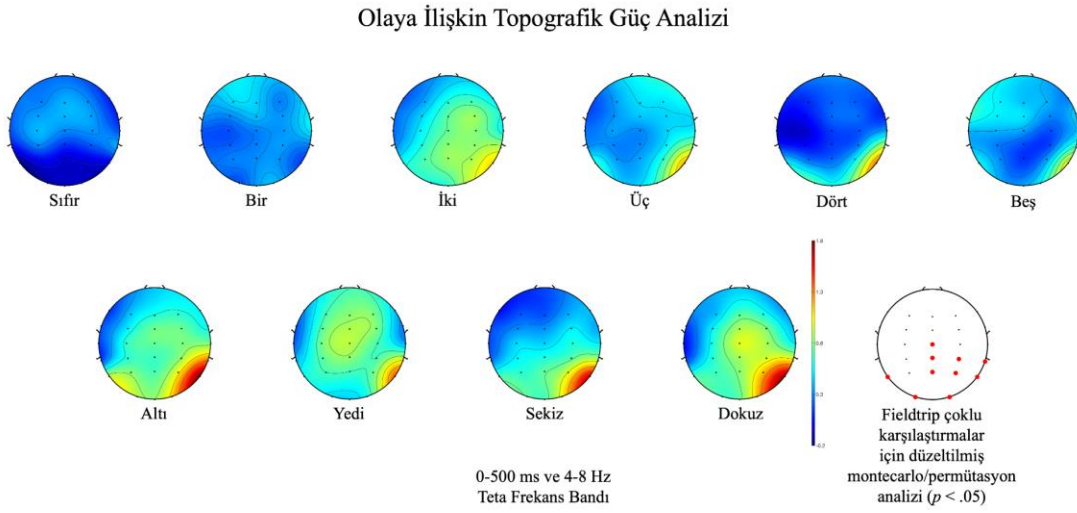 Olaya İlişkin Topografik Güç Analizi
Sıfır
Bir
İki
Üç
Dört
Beş
Altı
Yedi
Sekiz
Dokuz
0-500 ms ve 4-8 Hz
Teta Frekans Bandı
Fieldtrip çoklu
karşılaştırmalar
için düzeltilmiş
montecarlo/permütasyon
analizi (p < .05)